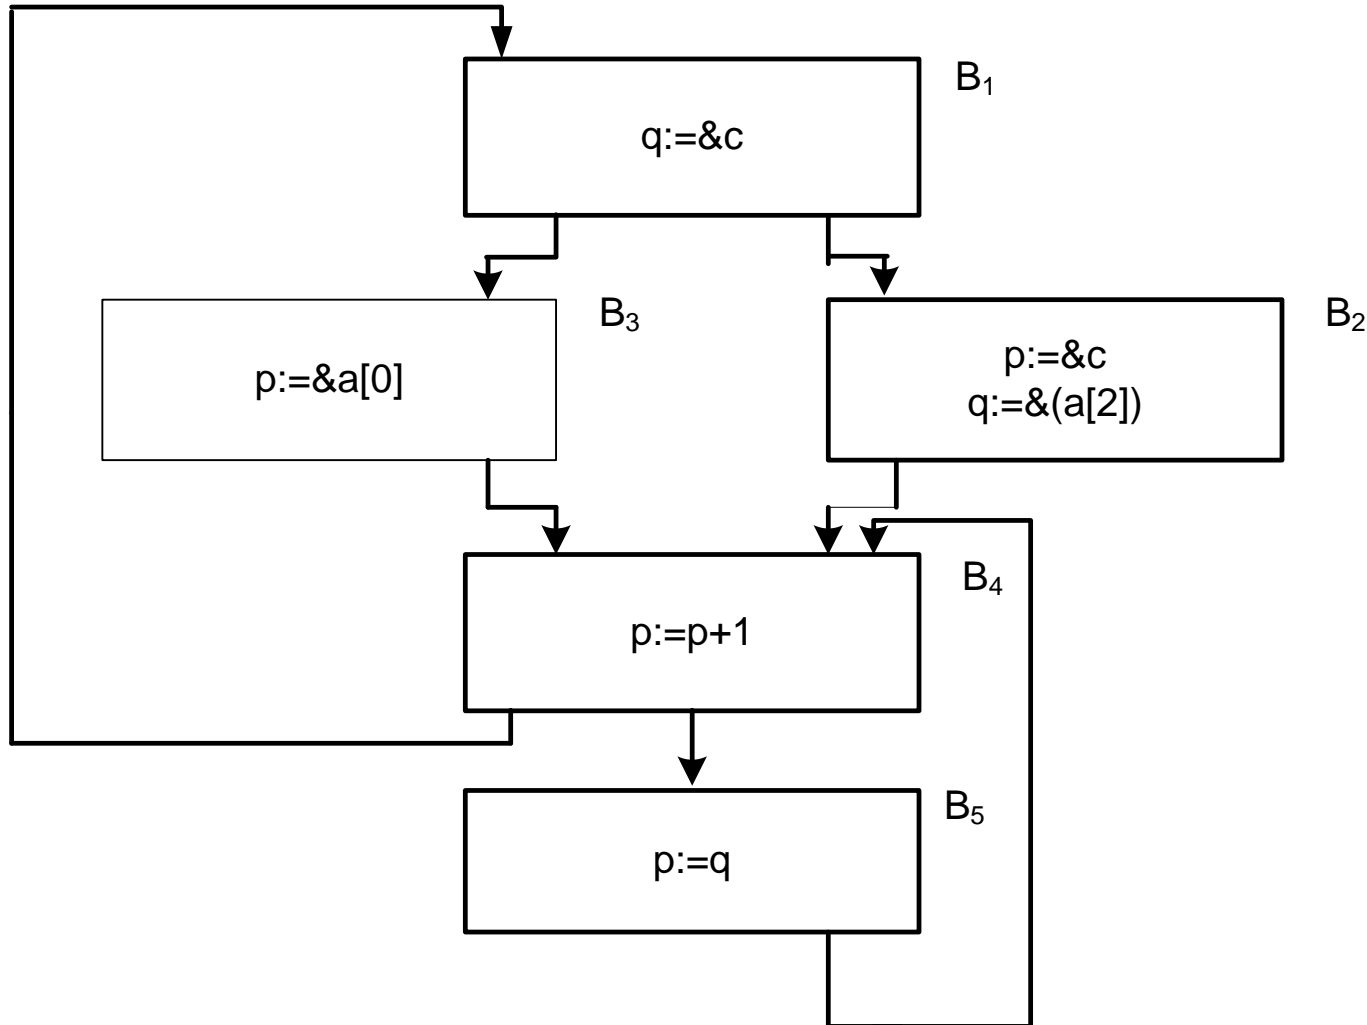 B₁
q:=&c
B₃
p:=&a[0]
B₂
p:=&c
q:=&(a[2])
B₄
p:=p+1
B₅
p:=q